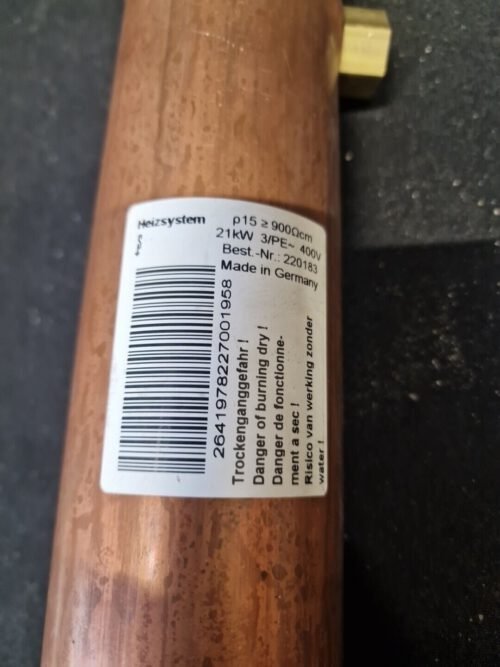 Heizsystem
ρ15 ≥ 900Ωcm
21kW 3/PE~ 400V
Best.-Nr.: 220183
Made in Germany
2641978227001958
Trockenganggefahr !
Danger of burning dry !
Danger de fonctionne-
ment a sec !
Risico van werking zonder
water !